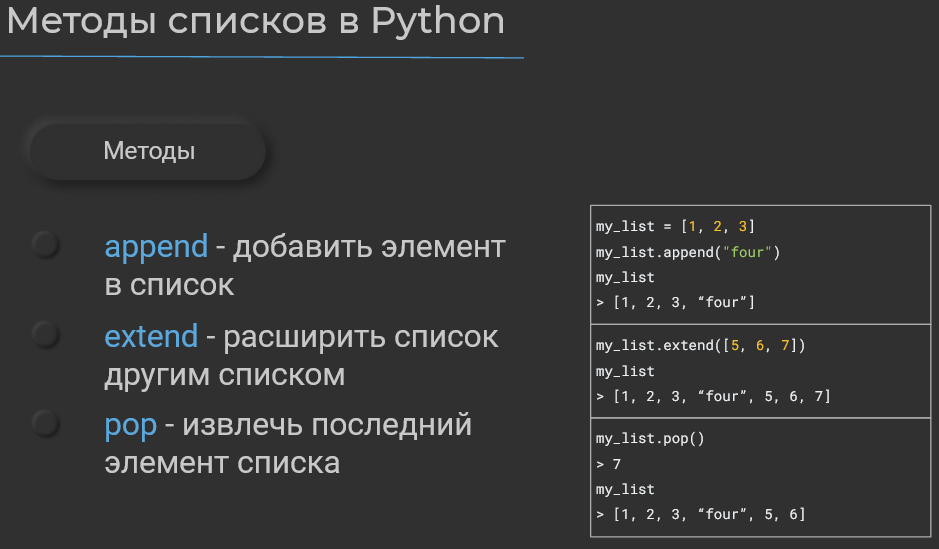 Методы списков в Python
Методы
append - добавить элемент
в список
extend - расширить список
другим списком
pop - извлечь последний
элемент списка
my_list = [1, 2, 3]
my_list.append("four")
my_list
> [1, 2, 3, “four”]
my_list.extend([5, 6, 7])
my_list
> [1, 2, 3, “four”, 5, 6, 7]
my_list.pop()
> 7
my_list
> [1, 2, 3, “four”, 5, 6]